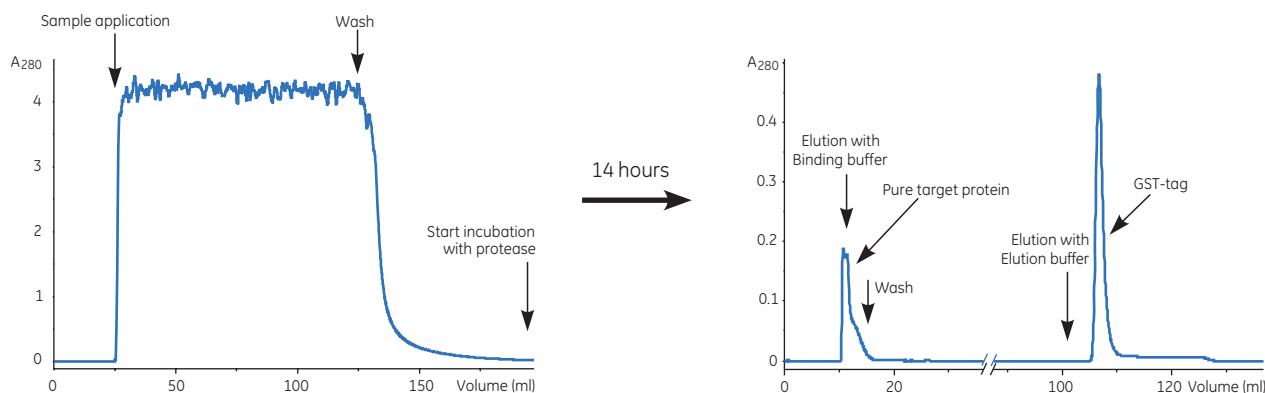 Sample application
Wash
A280
4
3
2
1
0
Start incubation
with protease
0
50
100
150
Volume (ml)
14 hours
A280
0.4
0.3
0.2
0.1
0
Elution with
Binding buffer
Pure target protein
Wash
Elution with
Elution buffer
GST-tag
0
20
100
120
Volume (ml)